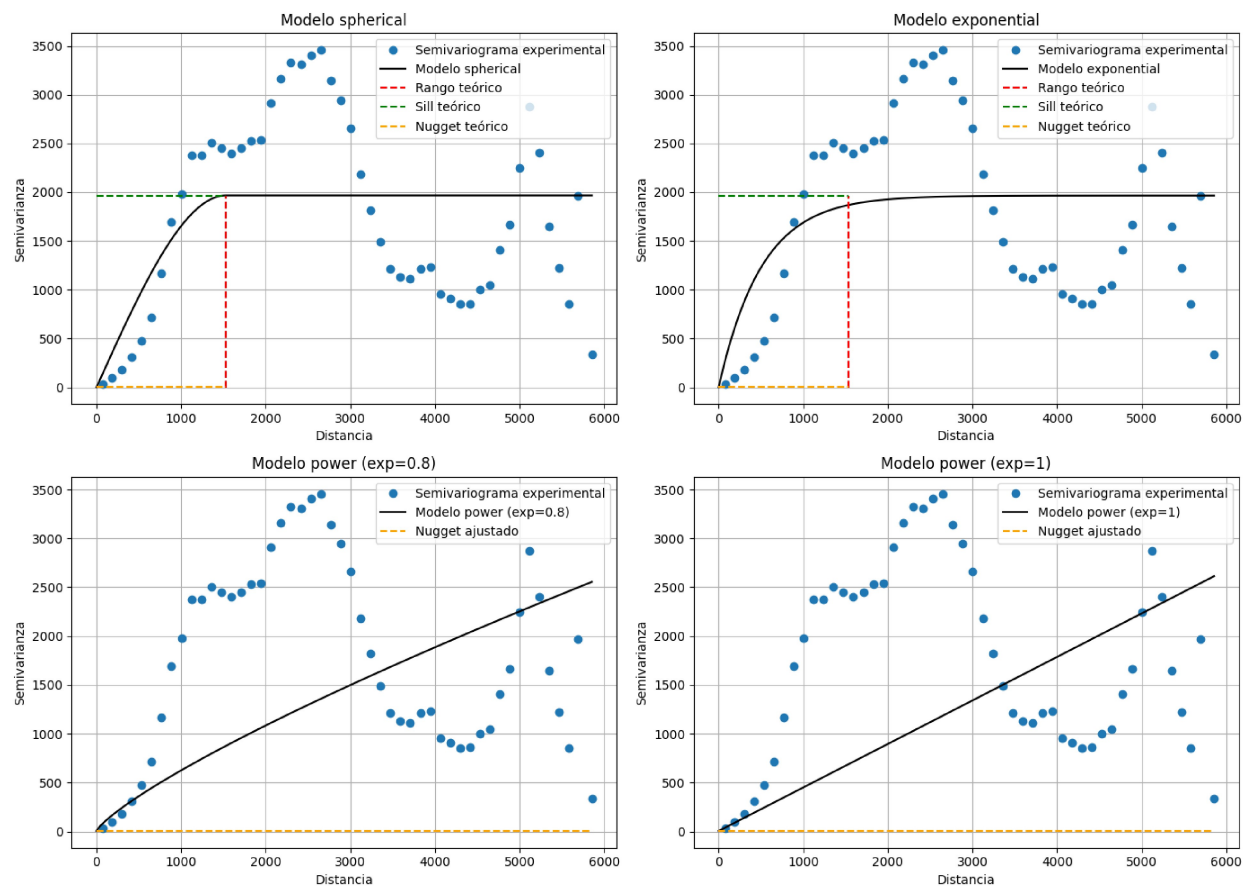 Modelo spherical
3500
3000
2500
2000
1500
1000
500
0
Semivarianza
Semivariograma experimental
Modelo spherical
Rango teórico
Sill teórico
Nugget teórico
0 1000 2000 3000 4000 5000 6000
Distancia
Modelo exponential
3500
3000
2500
2000
1500
1000
500
0
Semivarianza
Semivariograma experimental
Modelo exponential
Rango teórico
Sill teórico
Nugget teórico
0 1000 2000 3000 4000 5000 6000
Distancia
Modelo power (exp=0.8)
3500
3000
2500
2000
1500
1000
500
0
Semivarianza
Semivariograma experimental
Modelo power (exp=0.8)
Nugget ajustado
0 1000 2000 3000 4000 5000 6000
Distancia
Modelo power (exp=1)
3500
3000
2500
2000
1500
1000
500
0
Semivarianza
Semivariograma experimental
Modelo power (exp=1)
Nugget ajustado
0 1000 2000 3000 4000 5000 6000
Distancia